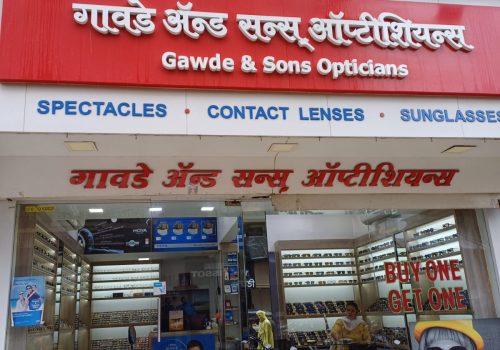 गावडे ॲन्ड सन्स् ऑप्टीशियन्स
Gawde & Sons Opticians
SPECTACLES • CONTACT LENSES • SUNGLASSES
गावडे ॲन्ड सन्स् ऑप्टीशियन्स
HOYA
BUY ONE
GET ONE